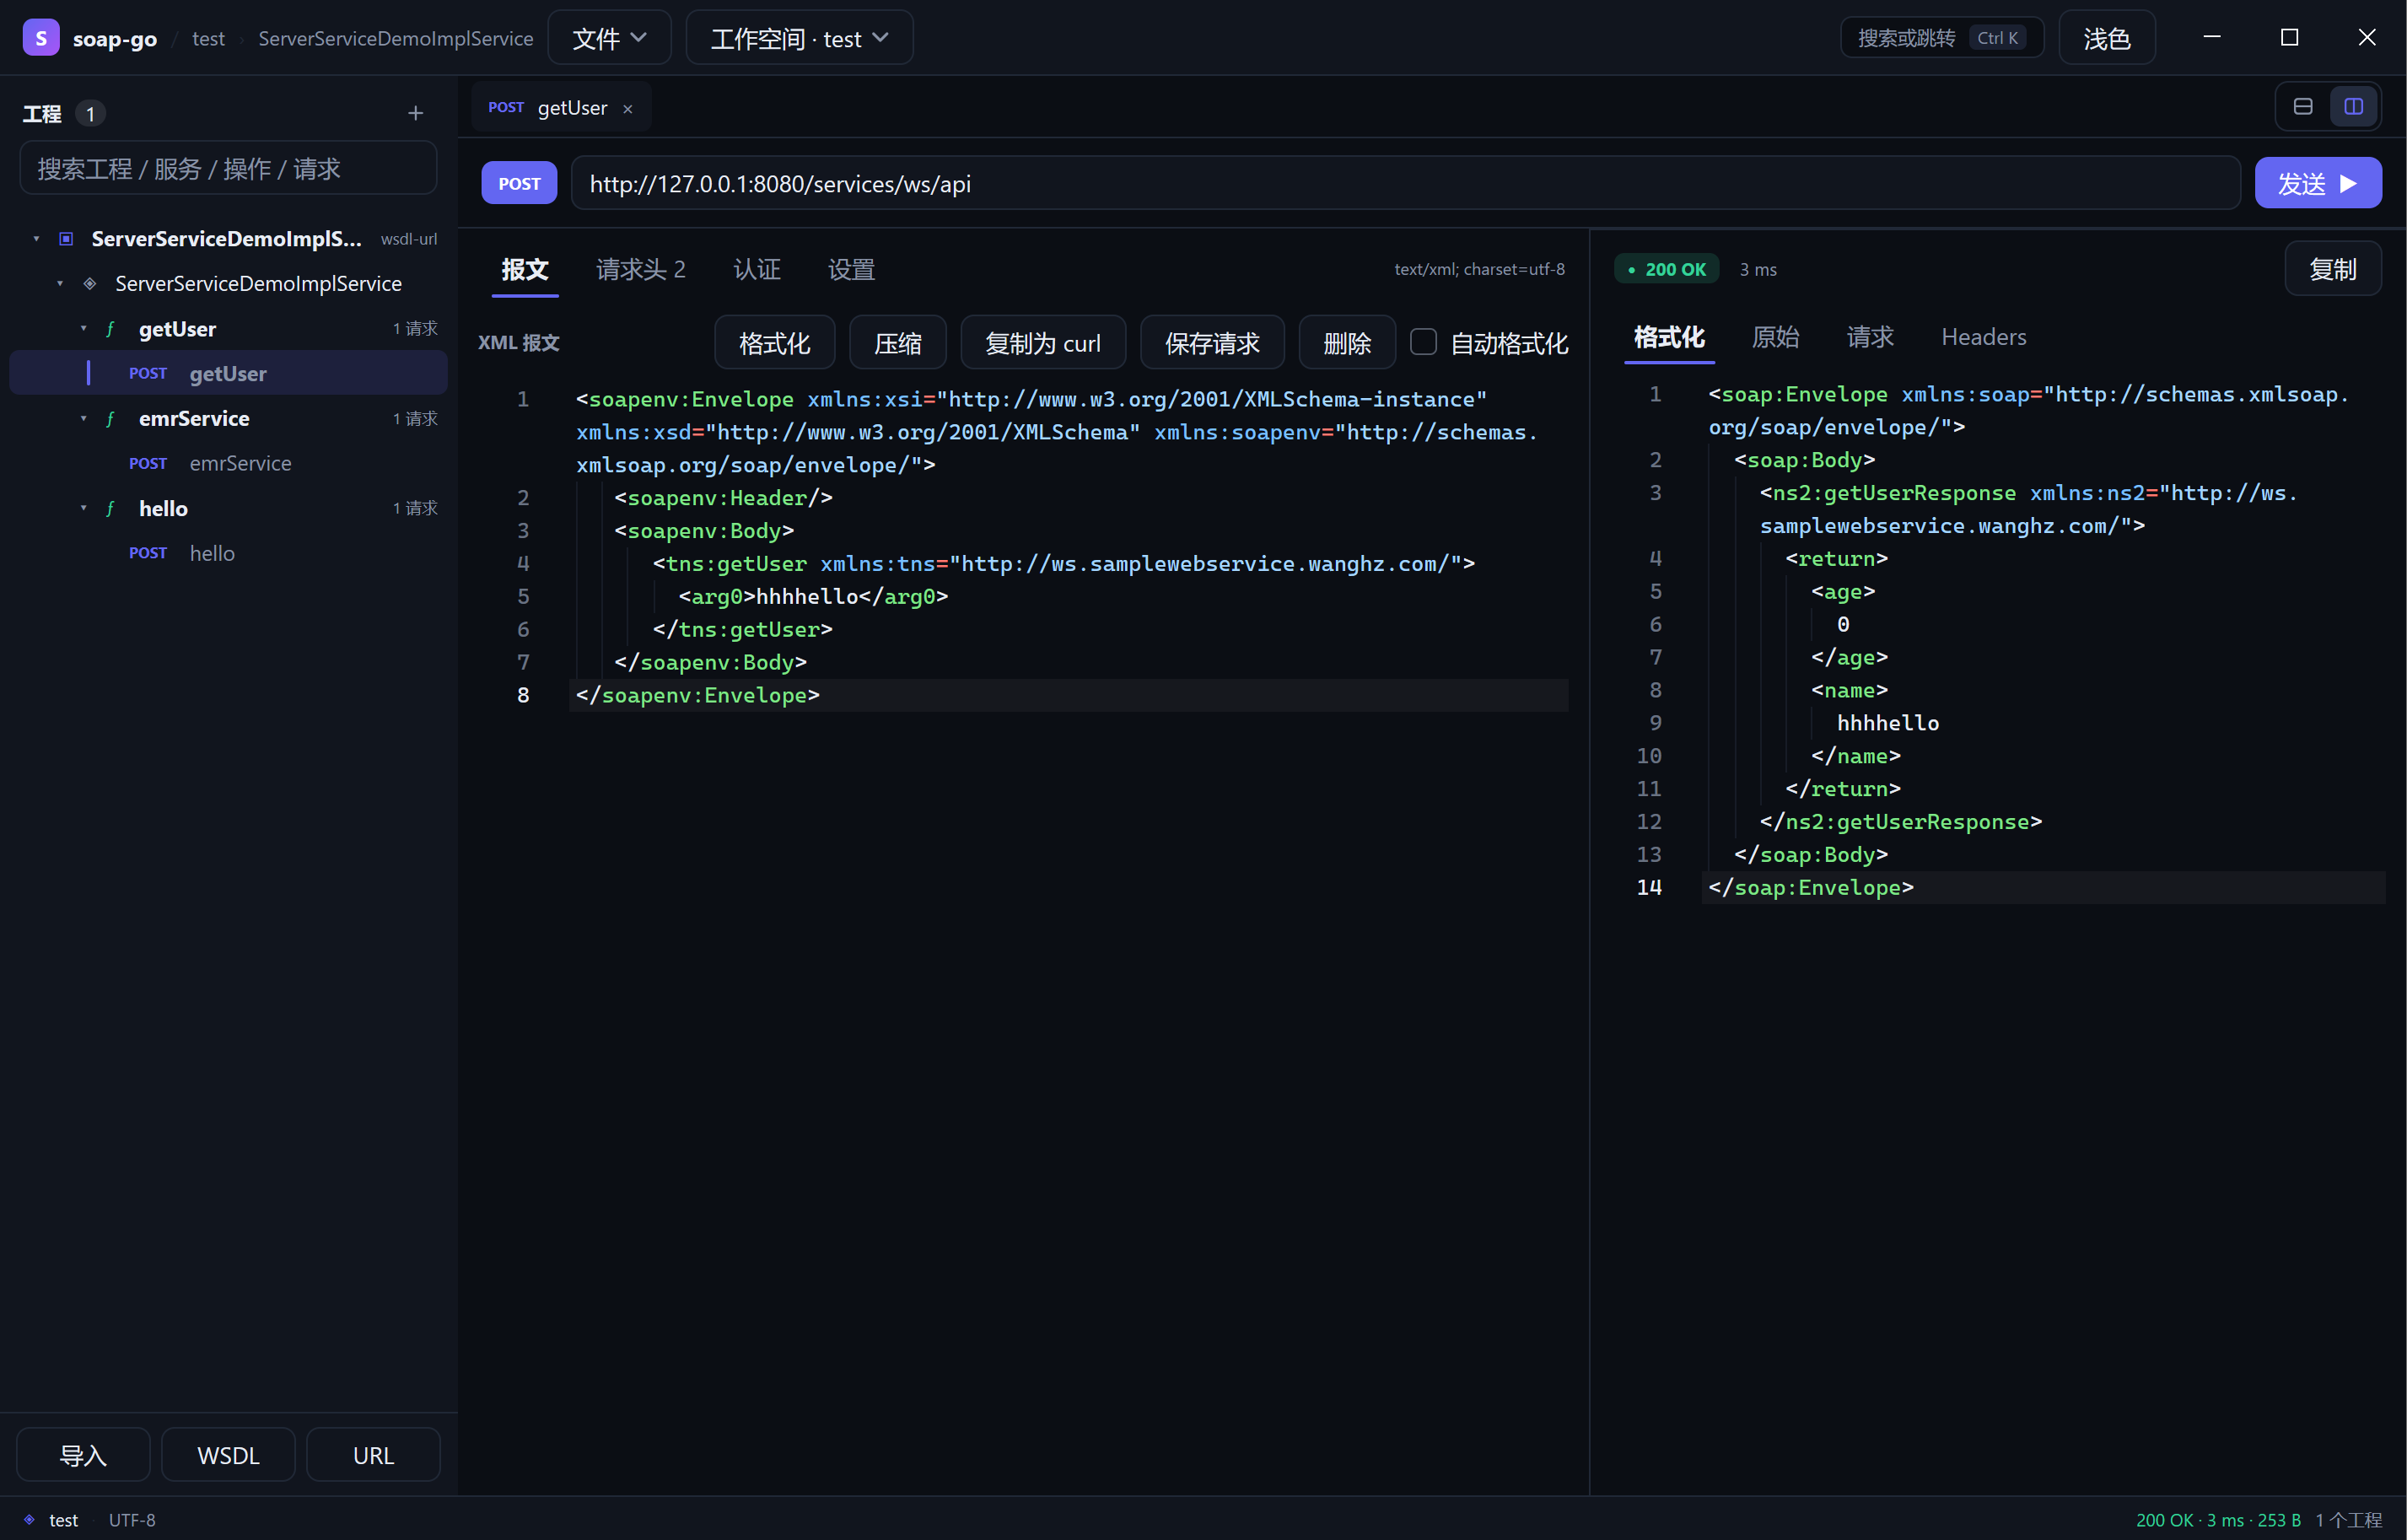 S soap-go / test › ServerServiceDemoImplService 文件 工作空间 · test 搜索或跳转 Ctrl K 浅色
工程 1 +
搜索工程 / 服务 / 操作 / 请求
ServerServiceDemoImplS... wsdl-url
ServerServiceDemoImplService
ƒ getUser 1 请求
POST getUser
ƒ emrService 1 请求
POST emrService
ƒ hello 1 请求
POST hello
导入 WSDL URL
POST getUser ×
POST http://127.0.0.1:8080/services/ws/api 发送
报文 请求头 2 认证 设置 text/xml; charset=utf-8
XML 报文 格式化 压缩 复制为 curl 保存请求 删除 自动格式化
1 <soapenv:Envelope xmlns:xsi="http://www.w3.org/2001/XMLSchema-instance"
xmlns:xsd="http://www.w3.org/2001/XMLSchema" xmlns:soapenv="http://schemas.
xmlsoap.org/soap/envelope/">
2 <soapenv:Header/>
3 <soapenv:Body>
4 <tns:getUser xmlns:tns="http://ws.samplewebservice.wanghz.com/">
5 <arg0>hhhhello</arg0>
6 </tns:getUser>
7 </soapenv:Body>
8 </soapenv:Envelope>
200 OK 3 ms 复制
格式化 原始 请求 Headers
1 <soap:Envelope xmlns:soap="http://schemas.xmlsoap.
org/soap/envelope/">
2 <soap:Body>
3 <ns2:getUserResponse xmlns:ns2="http://ws.
samplewebservice.wanghz.com/">
4 <return>
5 <age>
6 0
7 </age>
8 <name>
9 hhhhello
10 </name>
11 </return>
12 </ns2:getUserResponse>
13 </soap:Body>
14 </soap:Envelope>
test · UTF-8 200 OK · 3 ms · 253 B 1 个工程